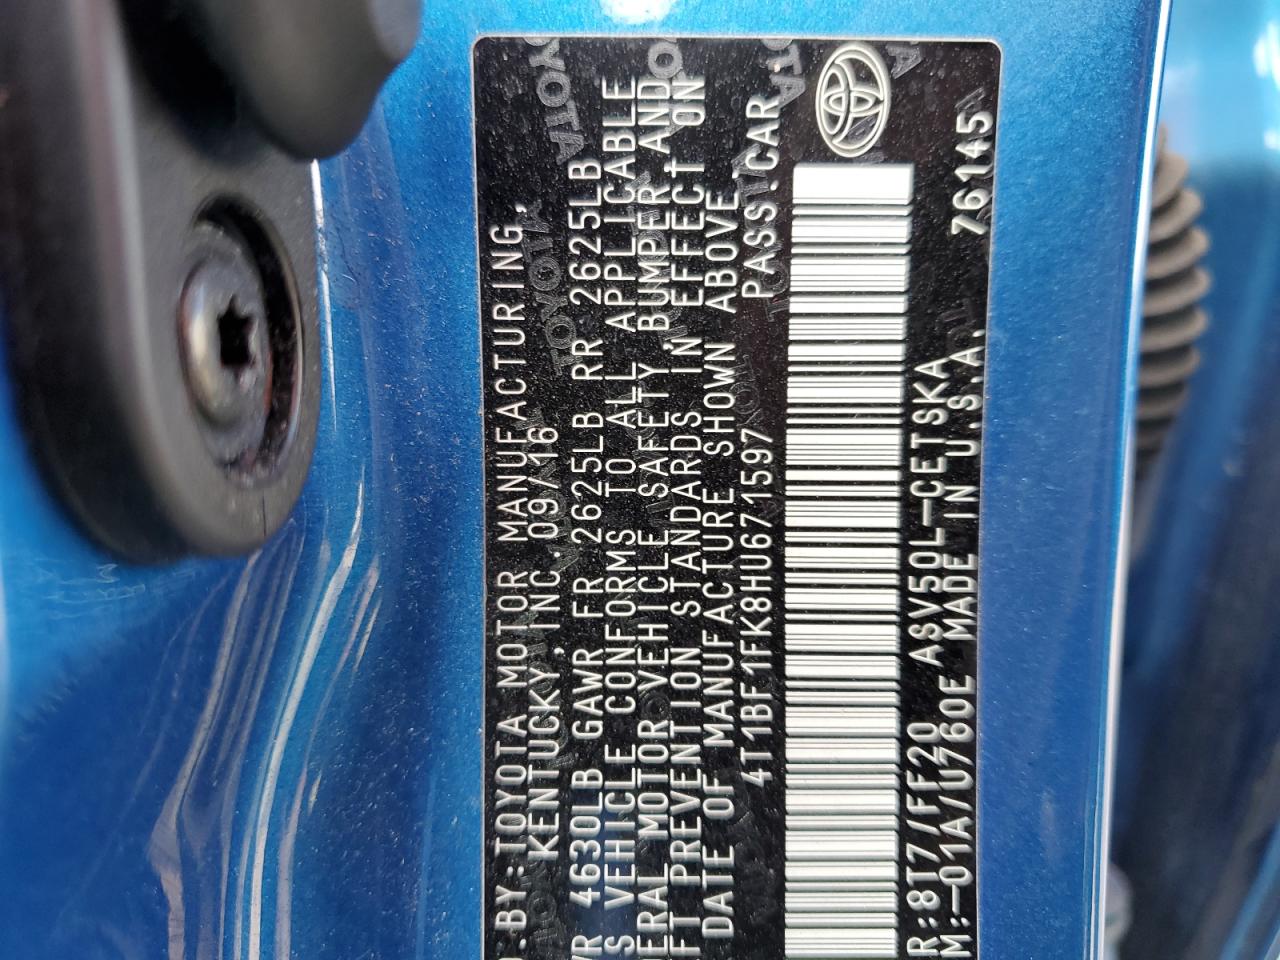 D.BY:TOYOTA MOTOR MANUFACTURING,
KENTUCKY,INC.09/16
WR 4630LB GAWR FR 2625LB RR 2625LB
S VEHICLE CONFORMS TO ALL APPLICABLE
ERAL MOTOR VEHICLE SAFETY,BUMPER AND
FT PREVENTION STANDARDS IN EFFECT ON
DATE OF MANUFACTURE SHOWN ABOVE.
4T1BF1FK8HU671597 PASS.CAR
R:8T7/FF20 ASV50L-CETSKA
M:-01A/U760E MADE IN U.S.A. 76145